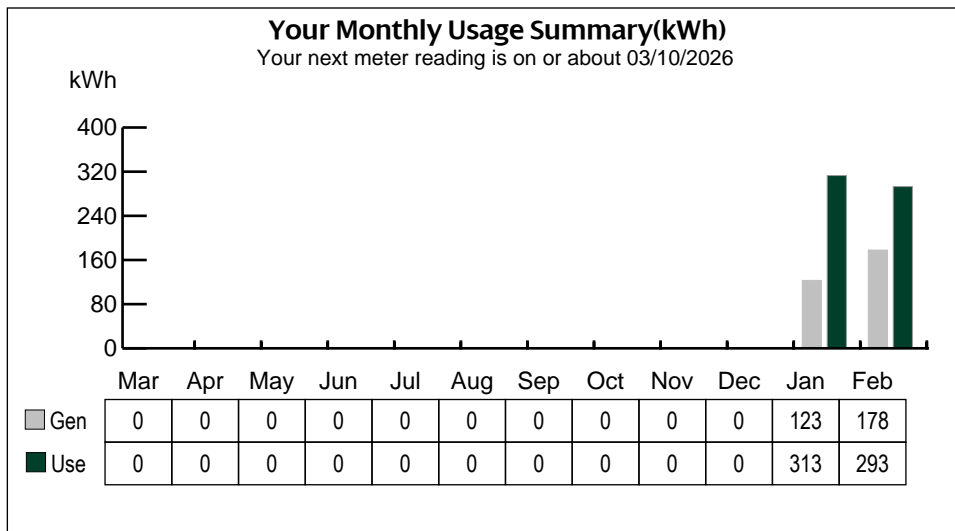 Your Monthly Usage Summary(kWh)
Your next meter reading is on or about 03/10/2026
kWh
400
320
240
160
80
0
Mar Apr May Jun Jul Aug Sep Oct Nov Dec Jan Feb
Gen 0 0 0 0 0 0 0 0 0 0 123 178
Use 0 0 0 0 0 0 0 0 0 0 313 293